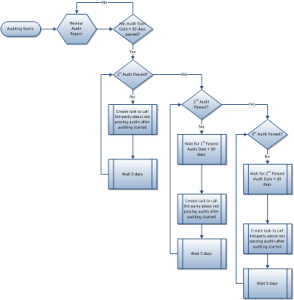 No
Auditing Starts
Review
Audit
Report
Has Audit Start
Date + 30 days
passed?
Yes
1st Audit Passed?
Yes
No
2nd Audit
Passed?
Yes
Create task to call
3rd-party about not
passing audits after
auditing started
No
3rd Audit Passed?
Wait for 1st Passed
Audit Date + 30
days
No
Wait 5 days
Wait for 2nd Passed
Audit Date + 30
days
Create task to call
3rd-party about not
passing audits after
auditing started
Create task to call
3rd-party about not
passing audits after
auditing started
Wait 5 days
Wait 5 days